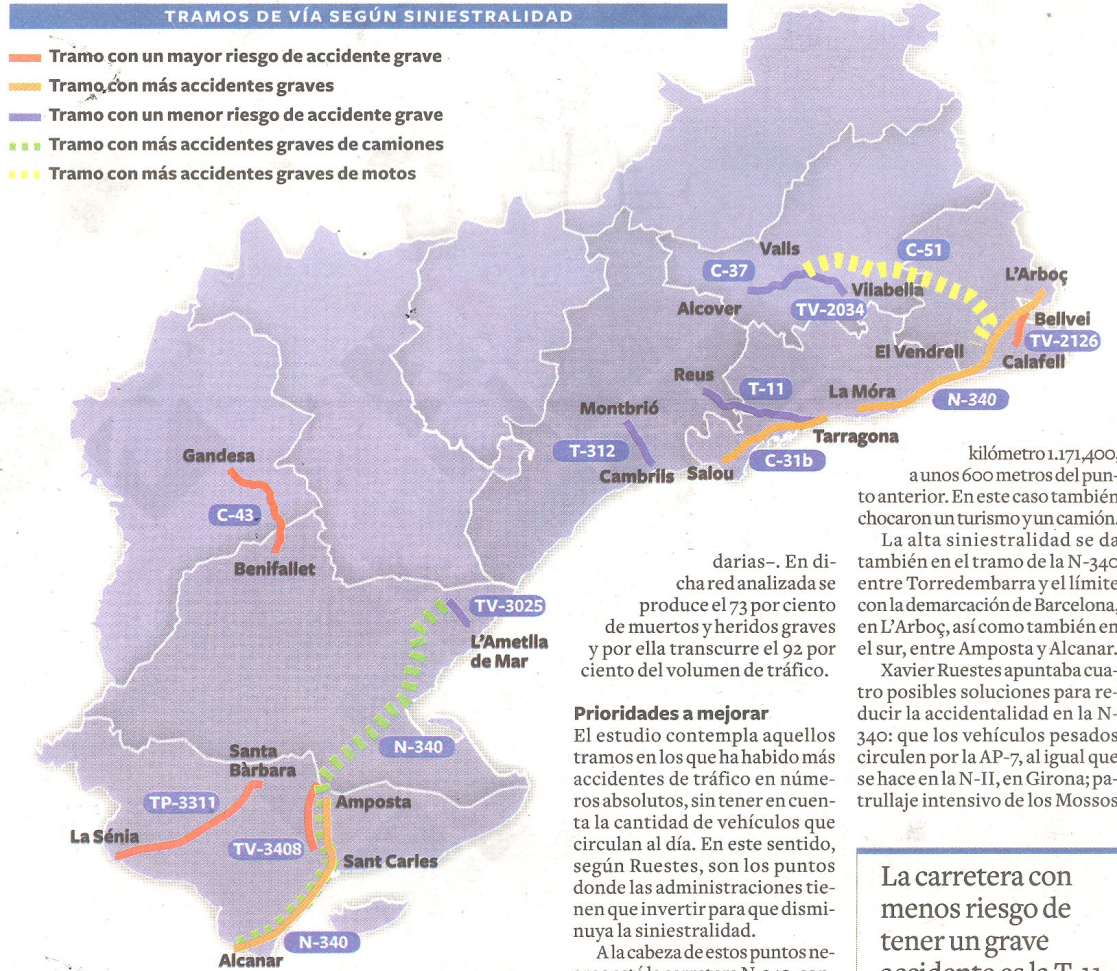 TRAMOS DE VÍA SEGÚN SINIESTRALIDAD
Tramo con un mayor riesgo de accidente grave
Tramo con más accidentes graves
Tramo con un menor riesgo de accidente grave
Tramo con más accidentes graves de camiones
Tramo con más accidentes graves de motos
Valls
C-51
C-37
L'Arboç
Alcover
Vilabella
TV-2034
Bellvei
TV-2126
El Vendrell
Calafell
Reus
T-11
La Móra
N-340
Montbrió
Tarragona
T-312
C-31b
Cambrils
Salou
Gandesa
C-43
Benifallet
TV-3025
L'Ametlla
de Mar
N-340
Santa
Bàrbara
TP-3311
Amposta
La Sénia
TV-3408
Sant Carles
N-340
Alcanar
darias–. En di-
cha red analizada se
produce el 73 por ciento
de muertos y heridos graves
y por ella transcurre el 92 por
ciento del volumen de tráfico.
Prioridades a mejorar
El estudio contempla aquellos
tramos en los que ha habido más
accidentes de tráfico en núme-
ros absolutos, sin tener en cuen-
ta la cantidad de vehículos que
circulan al día. En este sentido,
según Ruestes, son los puntos
donde las administraciones tie-
nen que invertir para que dismi-
nuya la siniestralidad.
A la cabeza de estos puntos ne-
kilómetro 1.171,400,
a unos 600 metros del pun-
to anterior. En este caso también
chocaron un turismo y un camión.
La alta siniestralidad se da
también en el tramo de la N-340
entre Torredembarra y el límite
con la demarcación de Barcelona,
en L'Arboç, así como también en
el sur, entre Amposta y Alcanar.
Xavier Ruestes apuntaba cua-
tro posibles soluciones para re-
ducir la accidentalidad en la N-
340: que los vehículos pesados
circulen por la AP-7, al igual que
se hace en la N-II, en Girona; pa-
trullaje intensivo de los Mossos
La carretera con
menos riesgo de
tener un grave
accidente es la T-11